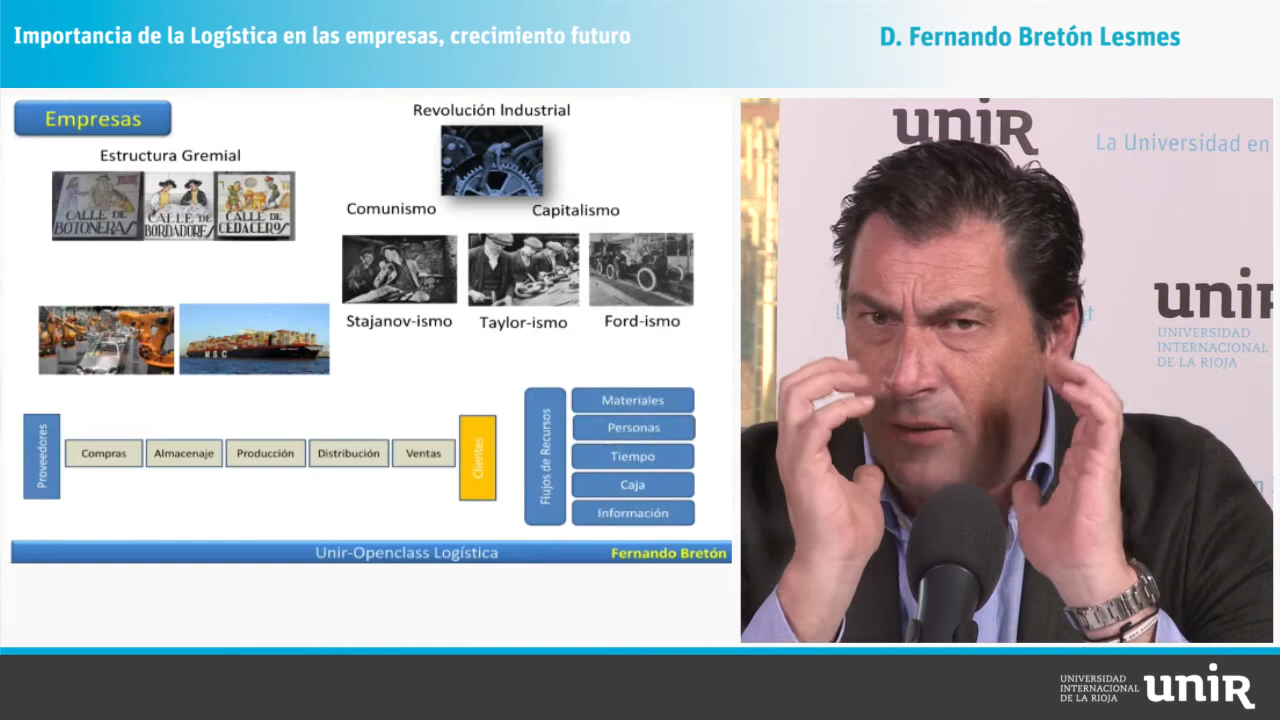 Importancia de la Logística en las empresas, crecimiento futuro
D. Fernando Bretón Lesmes
Empresas
Estructura Gremial
CALLE DE BOTONERAS
CALLE DE BORDADORES
CALLE DE CEDACEROS
Revolución Industrial
Comunismo
Capitalismo
Stajanov-ismo
Taylor-ismo
Ford-ismo
MSC
Proveedores
Compras
Almacenaje
Producción
Distribución
Ventas
Clientes
Flujos de Recursos
Materiales
Personas
Tiempo
Caja
Información
Unir-Openclass Logística
Fernando Bretón
unir
La Universidad en
unir
UNIVERSIDAD
INTERNACIONAL
DE LA RIOJA
UNIVERSIDAD
INTERNACIONAL
DE LA RIOJA
unir